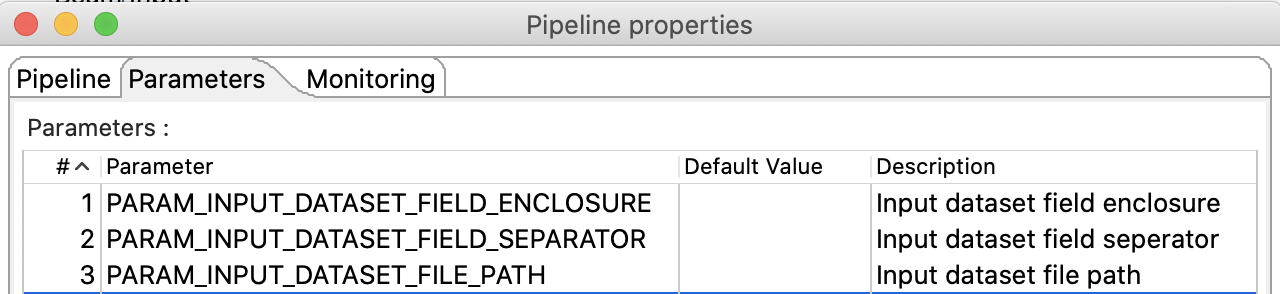 Pipeline properties
Pipeline Parameters Monitoring
Parameters :
# Parameter Default Value Description
1 PARAM_INPUT_DATASET_FIELD_ENCLOSURE Input dataset field enclosure
2 PARAM_INPUT_DATASET_FIELD_SEPARATOR Input dataset field seperator
3 PARAM_INPUT_DATASET_FILE_PATH Input dataset file path